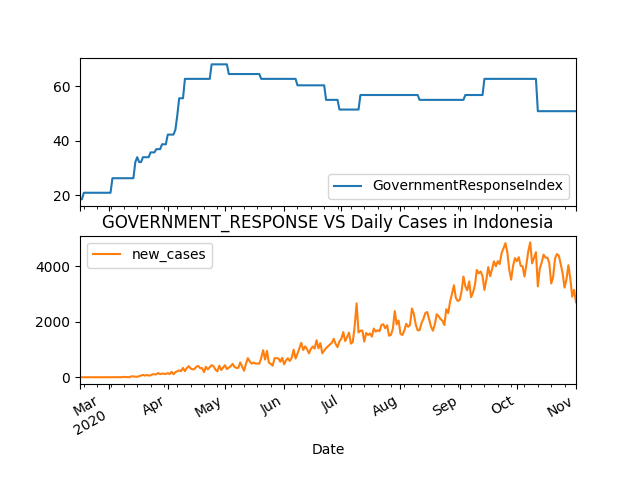 60
40
20
GovernmentResponseIndex
GOVERNMENT_RESPONSE VS Daily Cases in Indonesia
new_cases
4000
2000
0
Mar Apr May Jun Jul Aug Sep Oct Nov
2020
Date